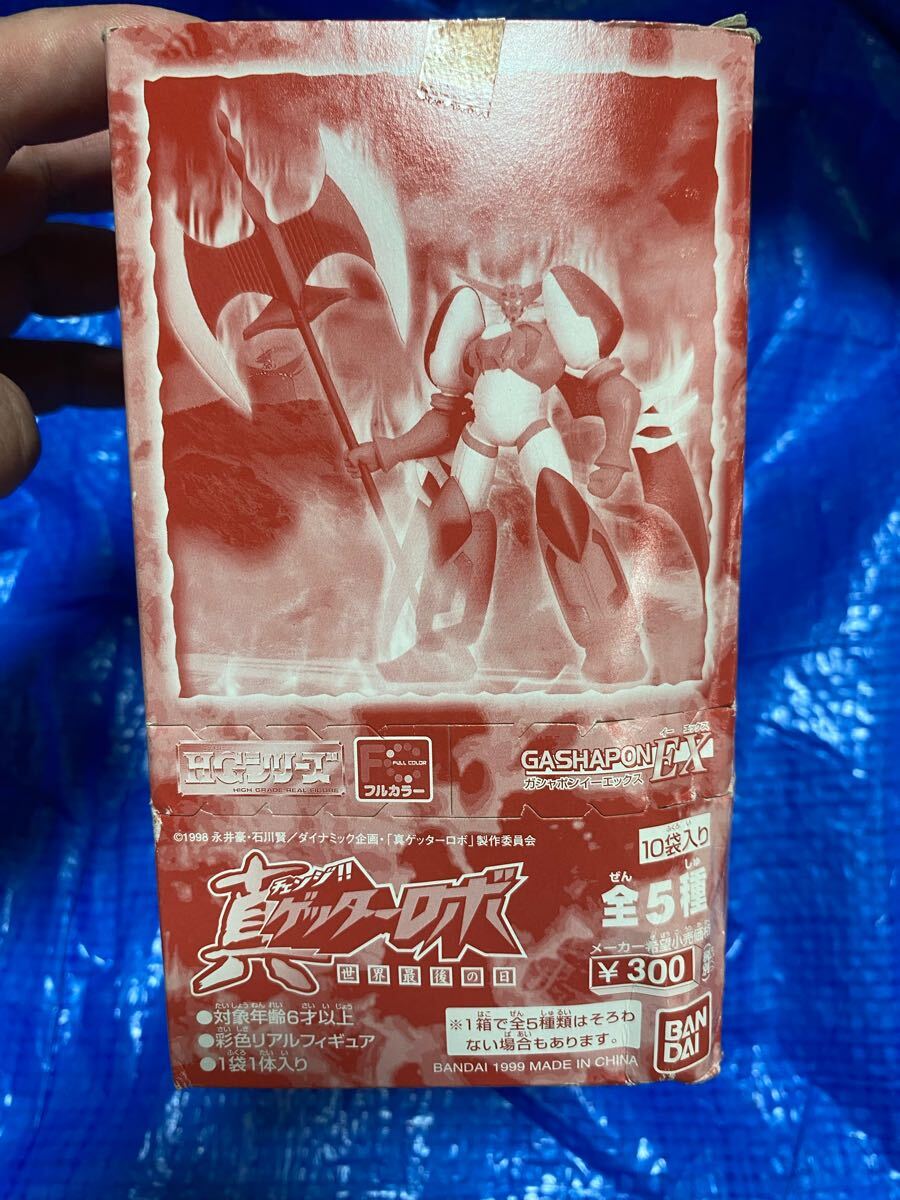 HGシリーズ
HIGH GRADE REAL FIGURE
FULL COLOR
フルカラー
イー エックス
GASHAPON EX
ガシャポンイーエックス
©1998 永井豪・石川賢／ダイナミック企画・「真ゲッターロボ」製作委員会
ふくろ い
10袋入り
チェンジ!!
真ゲッターロボ
世界最後の日
ぜん しゅ
全5種
メーカー希望小売価格
¥300
たいしょうねんれい さい いじょう
●対象年齢6才以上
さいしき
●彩色リアルフィギュア
ふくろ たい い
●1袋1体入り
はこ ぜん しゅるい
※1箱で全5種類はそろわ
ばあい
ない場合もあります。
BANDAI 1999 MADE IN CHINA
BAN
DAI